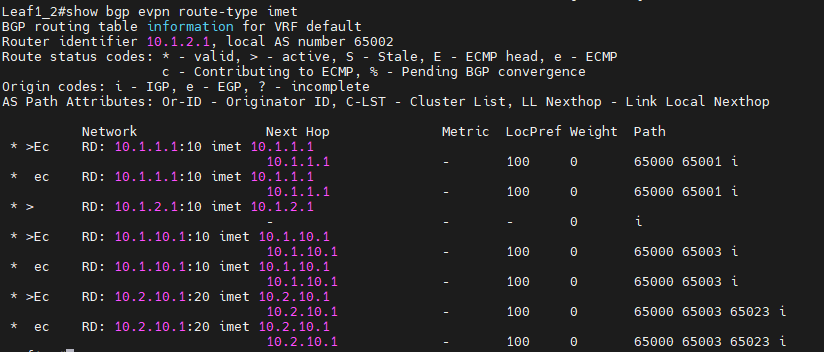 Leaf1_2#show bgp evpn route-type imet
BGP routing table information for VRF default
Router identifier 10.1.2.1, local AS number 65002
Route status codes: * - valid, > - active, S - Stale, E - ECMP head, e - ECMP
c - Contributing to ECMP, % - Pending BGP convergence
Origin codes: i - IGP, e - EGP, ? - incomplete
AS Path Attributes: Or-ID - Originator ID, C-LST - Cluster List, LL Nexthop - Link Local Nexthop
Network Next Hop Metric LocPref Weight Path
* >Ec RD: 10.1.1.1:10 imet 10.1.1.1
10.1.1.1 - 100 0 65000 65001 i
* ec RD: 10.1.1.1:10 imet 10.1.1.1
10.1.1.1 - 100 0 65000 65001 i
* > RD: 10.1.2.1:10 imet 10.1.2.1
- - - 0 i
* >Ec RD: 10.1.10.1:10 imet 10.1.10.1
10.1.10.1 - 100 0 65000 65003 i
* ec RD: 10.1.10.1:10 imet 10.1.10.1
10.1.10.1 - 100 0 65000 65003 i
* >Ec RD: 10.2.10.1:20 imet 10.2.10.1
10.2.10.1 - 100 0 65000 65003 65023 i
* ec RD: 10.2.10.1:20 imet 10.2.10.1
10.2.10.1 - 100 0 65000 65003 65023 i